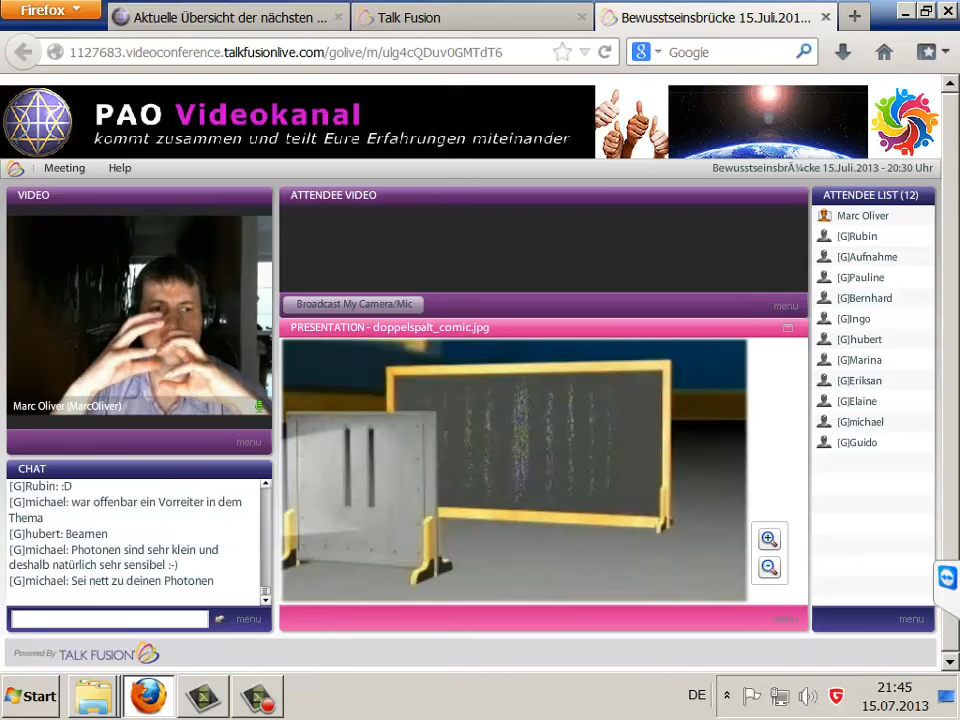 Firefox
Aktuelle Übersicht der nächsten ...
Talk Fusion
Bewusstseinsbrücke 15.Jul.201...
1127683.videoconference.talkfusionlive.com/golive/m/ulg4cQDuv0GMTdT6
Google
PAO Videokanal
kommt zusammen und teilt Eure Erfahrungen miteinander
Meeting Help
BewusstseinsbrÃ¼cke 15.Juli.2013 - 20:30 Uhr
VIDEO
ATTENDEE VIDEO
ATTENDEE LIST (12)
Marc Oliver
[G]Rubin
[G]Aufnahme
[G]Pauline
[G]Bernhard
[G]Ingo
[G]hubert
[G]Marina
[G]Eriksan
[G]Elaine
[G]michael
[G]Guido
Broadcast My Camera/Mic
menu
PRESENTATION - doppelspalt_comic.jpg
Marc Oliver (MarcOliver)
menu
CHAT
[G]Rubin: :D
[G]michael: war offenbar ein Vorreiter in dem
Thema
[G]hubert: Beamen
[G]michael: Photonen sind sehr klein und
deshalb natürlich sehr sensibel :-)
[G]michael: Sei nett zu deinen Photonen
menu
menu
menu
Powered By TALK FUSION
Start
DE
21:45
15.07.2013